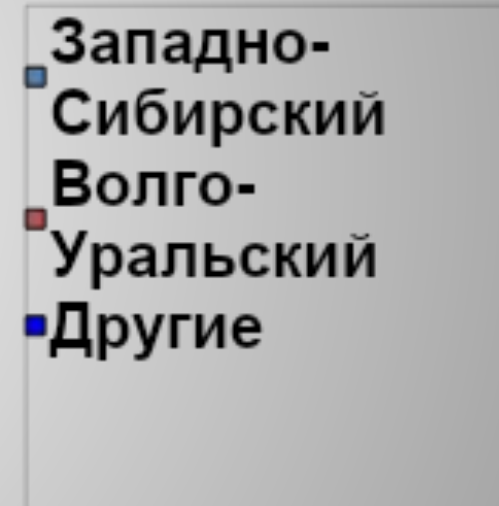 Западно-
Сибирский
Волго-
Уральский
Другие